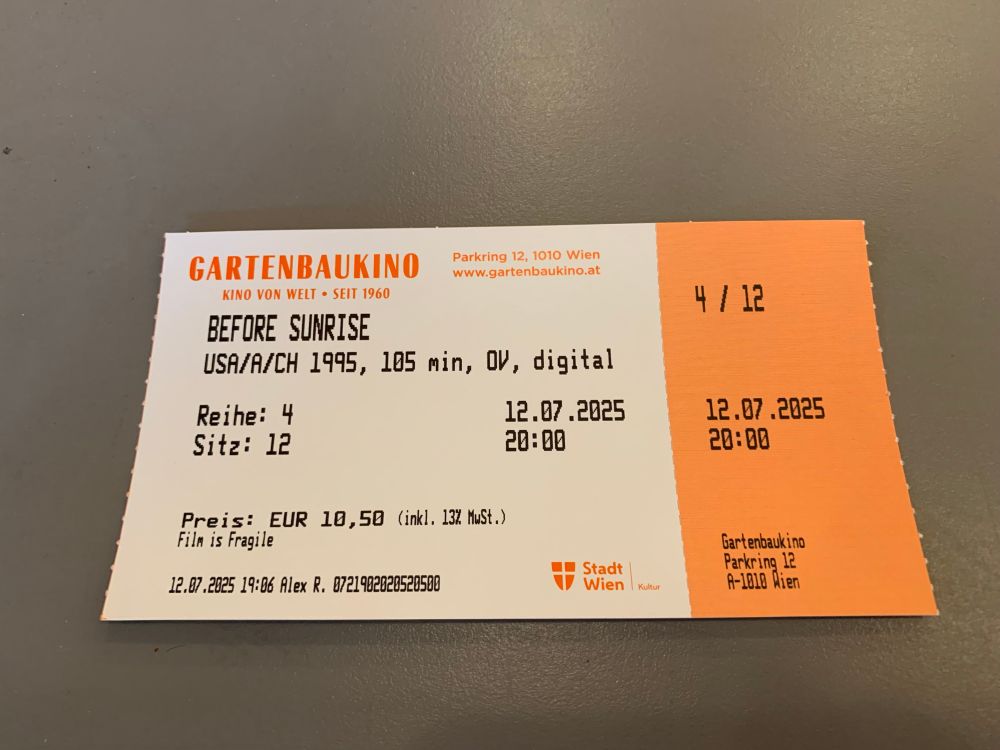 GARTENBAUKINO
KINO VON WELT • SEIT 1960
Parkring 12, 1010 Wien
www.gartenbaukino.at
BEFORE SUNRISE
USA/A/CH 1995, 105 min, OV, digital
Reihe: 4
Sitz: 12
12.07.2025
20:00
Preis: EUR 10,50 (inkl. 13% MwSt.)
Film is Fragile
12.07.2025 19:06 Alex R. 0721902020520500
Stadt
Wien
Kultur
4 / 12
12.07.2025
20:00
Gartenbaukino
Parkring 12
A-1010 Wien